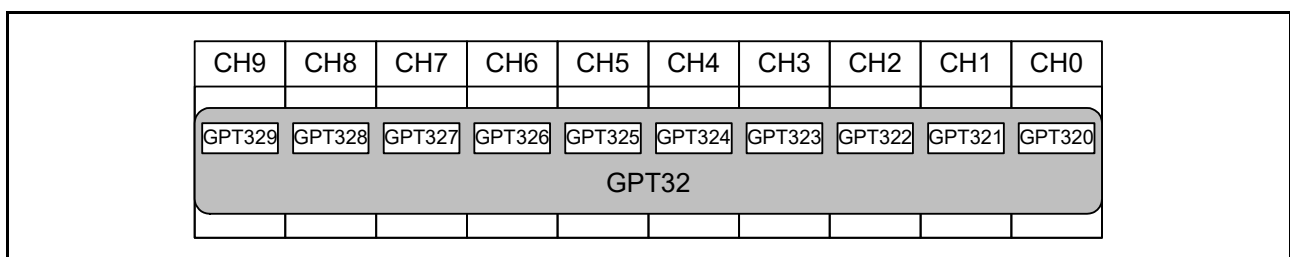 CH9 CH8 CH7 CH6 CH5 CH4 CH3 CH2 CH1 CH0
GPT329 GPT328 GPT327 GPT326 GPT325 GPT324 GPT323 GPT322 GPT321 GPT320
GPT32